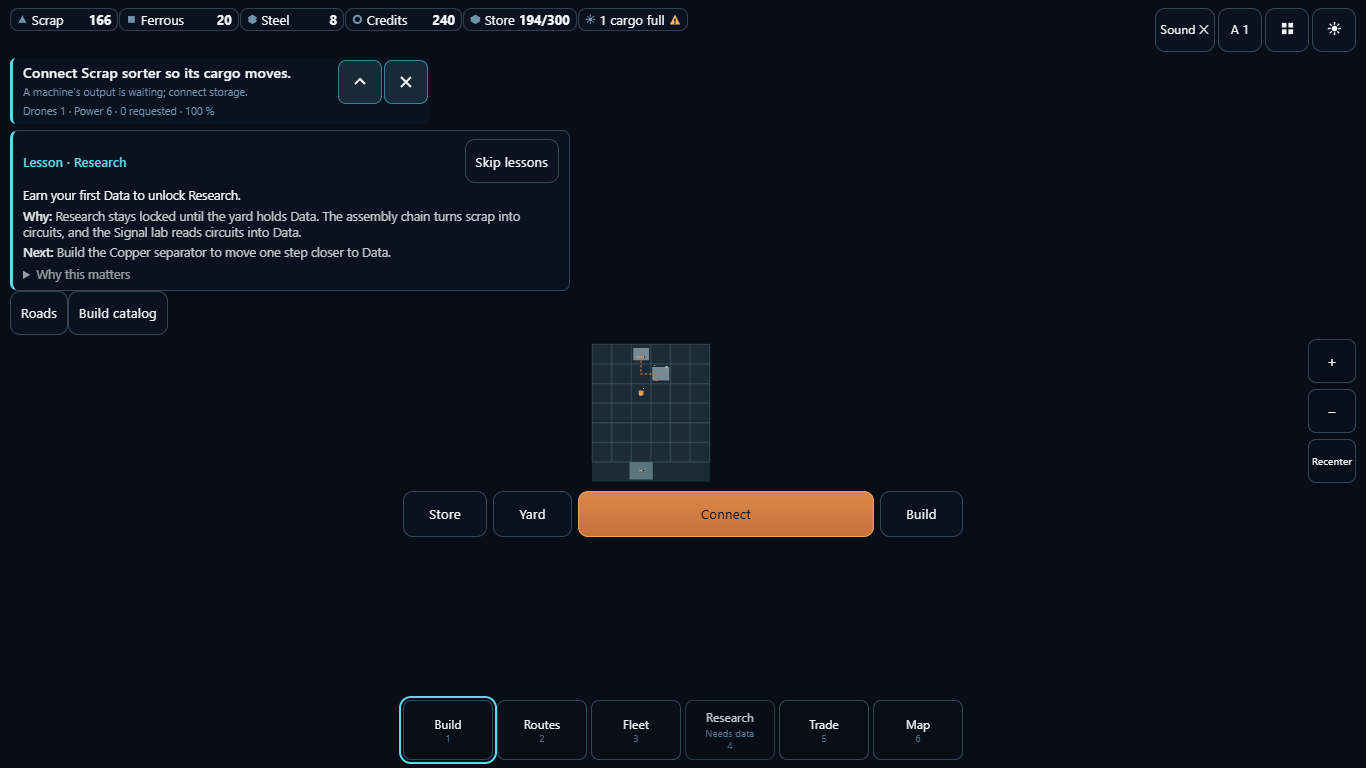 Scrap 166 Ferrous 20 Steel 8 Credits 240 Store 194/300 1 cargo full
Sound A 1
Connect Scrap sorter so its cargo moves.
A machine's output is waiting; connect storage.
Drones 1 · Power 6 · 0 requested · 100 %
Lesson · Research
Skip lessons
Earn your first Data to unlock Research.
Why: Research stays locked until the yard holds Data. The assembly chain turns scrap into
circuits, and the Signal lab reads circuits into Data.
Next: Build the Copper separator to move one step closer to Data.
Why this matters
Roads Build catalog
+
−
Recenter
Store Yard Connect Build
Build Routes Fleet Research Trade Map
Needs data
1 2 3 4 5 6